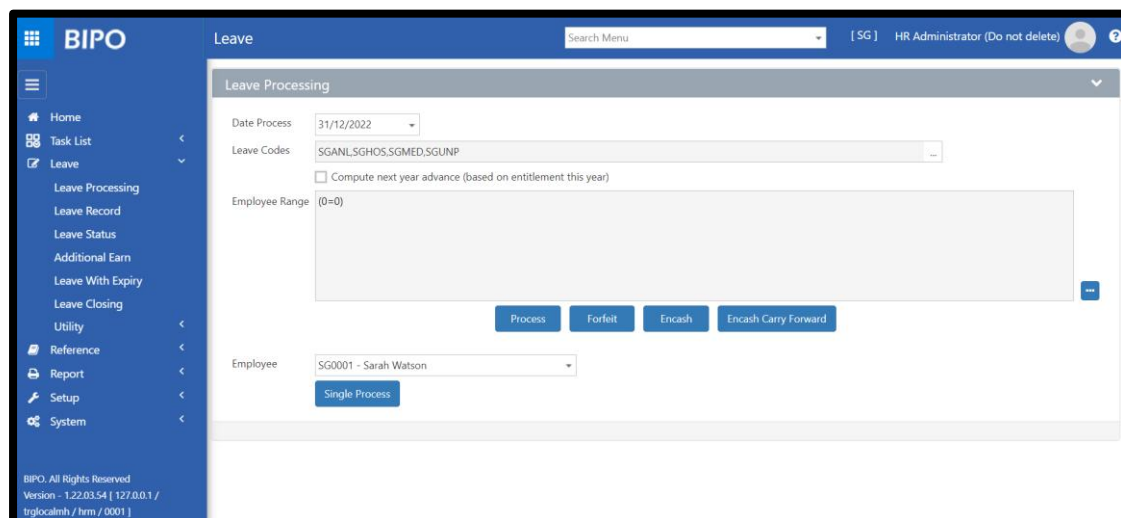 BIPO
Leave
Search Menu
[ SG ]
HR Administrator (Do not delete)
?
Home
Task List
Leave
Leave Processing
Leave Record
Leave Status
Additional Earn
Leave With Expiry
Leave Closing
Utility
Reference
Report
Setup
System
BIPO. All Rights Reserved
Version - 1.22.03.54 [ 127.0.0.1 /
trglocalmh / hrm / 0001 ]
Leave Processing
Date Process 31/12/2022
Leave Codes SGANL,SGHOS,SGMED,SGUNP ...
Compute next year advance (based on entitlement this year)
Employee Range (0=0)
...
Process Forfeit Encash Encash Carry Forward
Employee SG0001 - Sarah Watson
Single Process